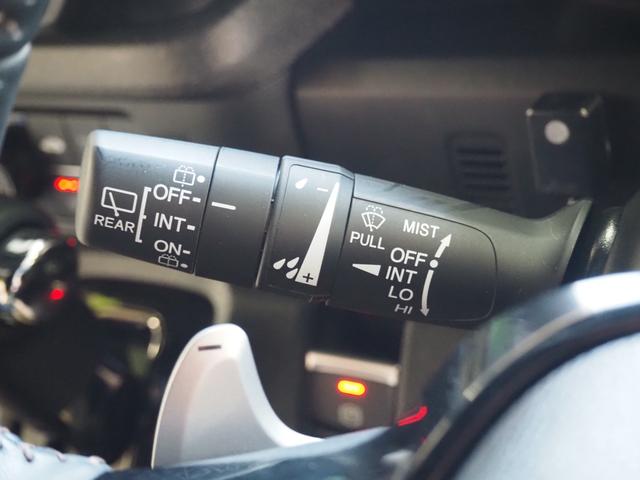 OFF-
REAR
INT-
ON-
-
+
-
PULL
MIST
OFF
INT
LO
HI